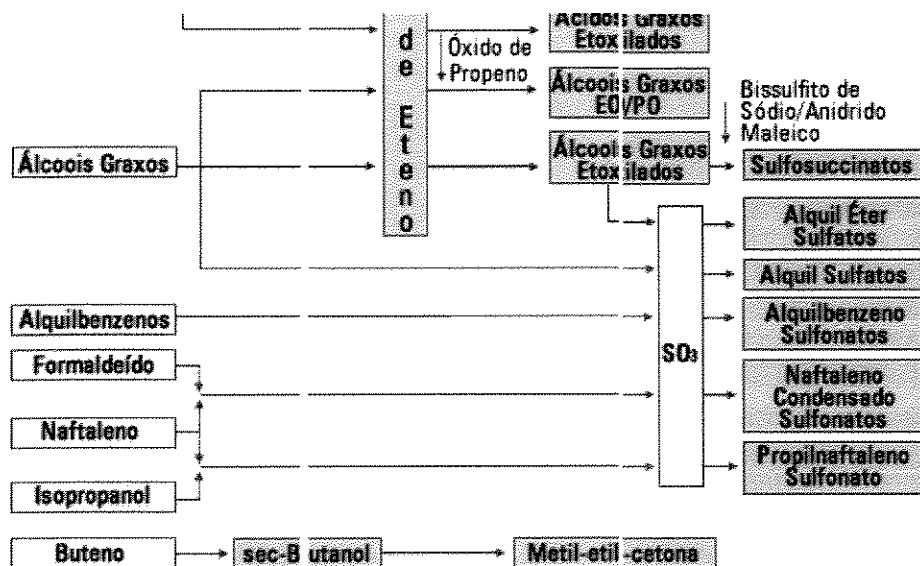 de Eteno
Ácidos Graxos
Etoxilados
Óxido de
Propeno
Álcoois Graxos
EO/PO
Bissulfito de
Sódio/Anidrido
Maleico
Álcoois Graxos
Álcoois Graxos
Etoxilados
Sulfosuccinatos
Alquil Éter
Sulfatos
Alquil Sulfatos
Alquilbenzenos
Alquilbenzeno
Sulfonatos
SO₃
Formaldeído
Naftaleno
Condensado
Sulfonatos
Naftaleno
Propilnaftaleno
Sulfonato
Isopropanol
Buteno
sec-Butanol
Metil-etil-cetona